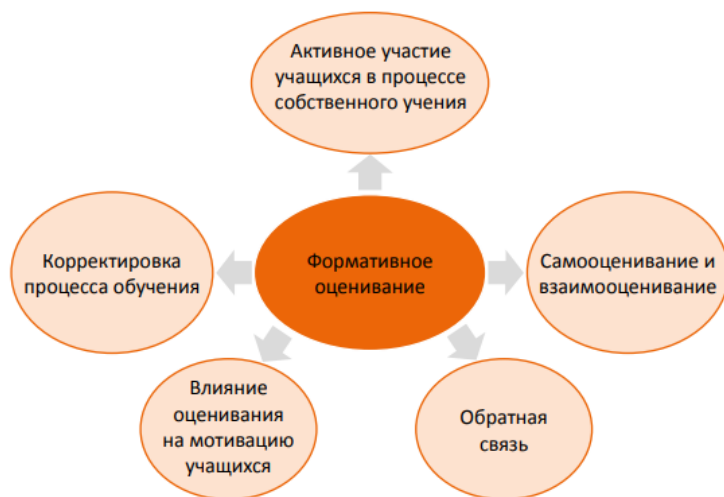 Активное участие
учащихся в процессе
собственного учения
Корректировка
процесса обучения
Формативное
оценивание
Самооценивание и
взаимооценивание
Влияние
оценивания
на мотивацию
учащихся
Обратная
связь